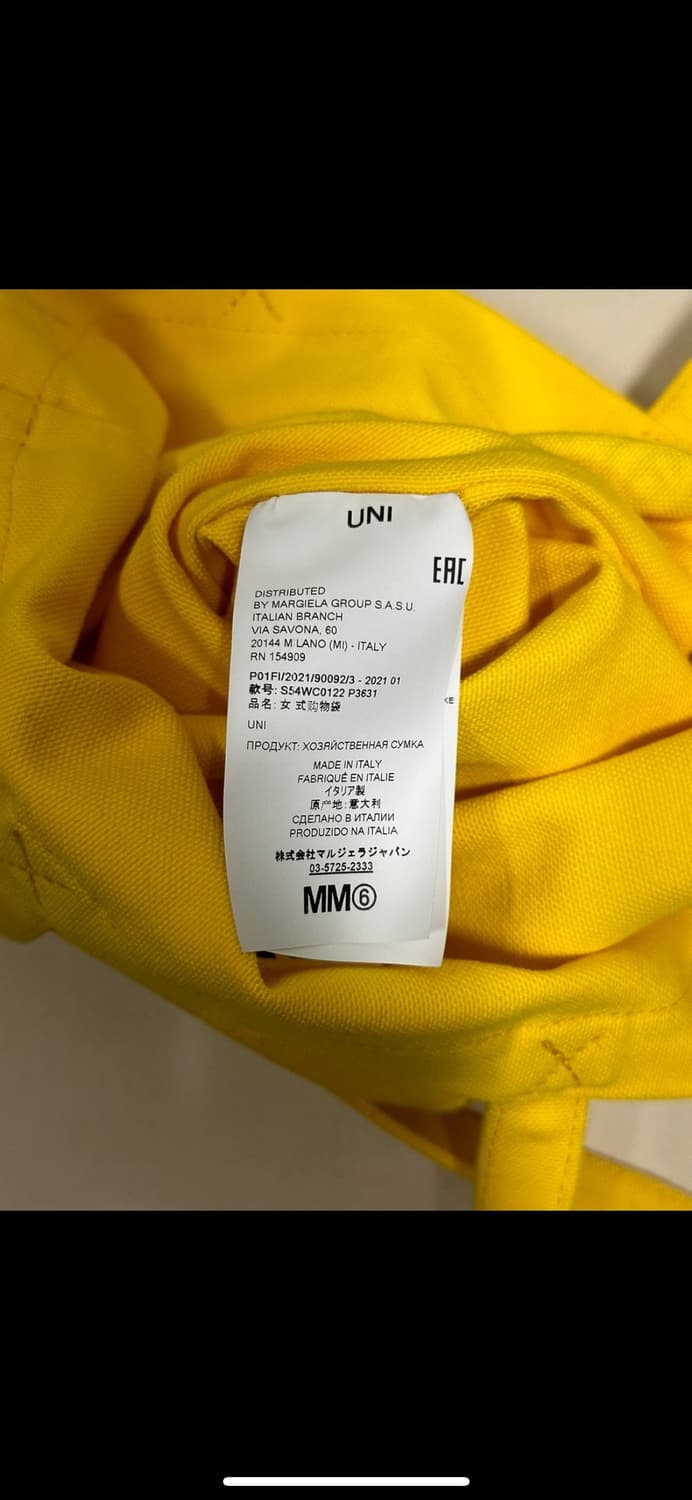 UNI
EAC
DISTRIBUTED
BY MARGIELA GROUP S.A.S.U.
ITALIAN BRANCH
VIA SAVONA, 60
20144 MILANO (MI) - ITALY
RN 154909
P01FI/2021/90092/3 - 2021 01
款号: S54WC0122 P3631
品名: 女 式购物袋
KE
UNI
ПРОДУКТ: ХОЗЯЙСТВЕННАЯ СУМКА
MADE IN ITALY
FABRIQUÉ EN ITALIE
イタリア製
原产地: 意大利
СДЕЛАНО В ИТАЛИИ
PRODUZIDO NA ITALIA
株式会社マルジェラジャパン
03-5725-2333
MM⑥